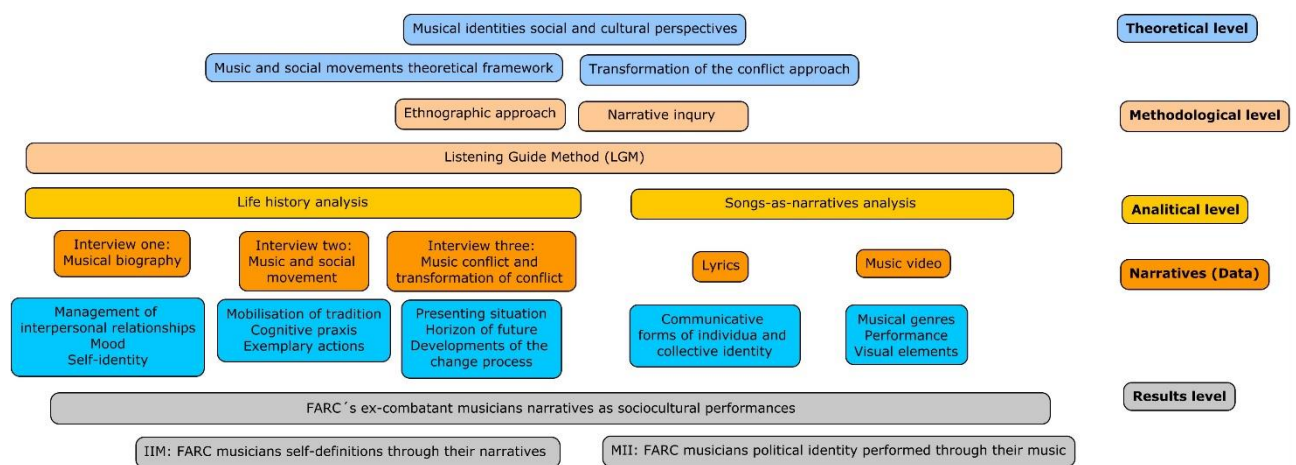 Musical identities social and cultural perspectives
Theoretical level
Music and social movements theoretical framework
Transformation of the conflict approach
Ethnographic approach
Narrative inqury
Methodological level
Listening Guide Method (LGM)
Life history analysis
Songs-as-narratives analysis
Analitical level
Interview one:
Musical biography
Interview two:
Music and social
movement
Interview three:
Music conflict and
transformation of conflict
Lyrics
Music video
Narratives (Data)
Management of
interpersonal relationships
Mood
Self-identity
Mobilisation of tradition
Cognitive praxis
Exemplary actions
Presenting situation
Horizon of future
Developments of the
change process
Communicative
forms of individua and
collective identity
Musical genres
Performance
Visual elements
Results level
FARC´s ex-combatant musicians narratives as sociocultural performances
IIM: FARC musicians self-definitions through their narratives
MII: FARC musicians political identity performed through their music